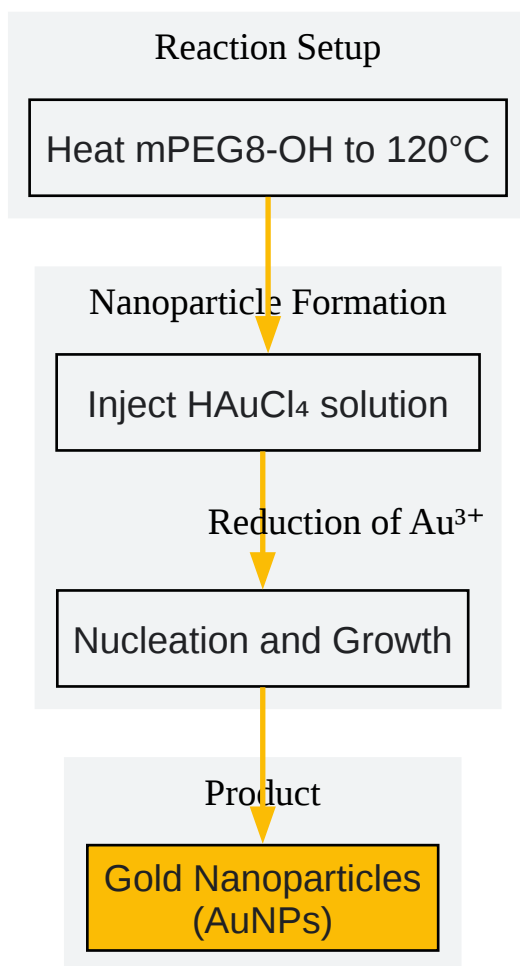 Reaction Setup
Heat mPEG8-OH to 120°C
Nanoparticle Formation
Inject HAuCl₄ solution
Reduction of Au³⁺
Nucleation and Growth
Product
Gold Nanoparticles
(AuNPs)